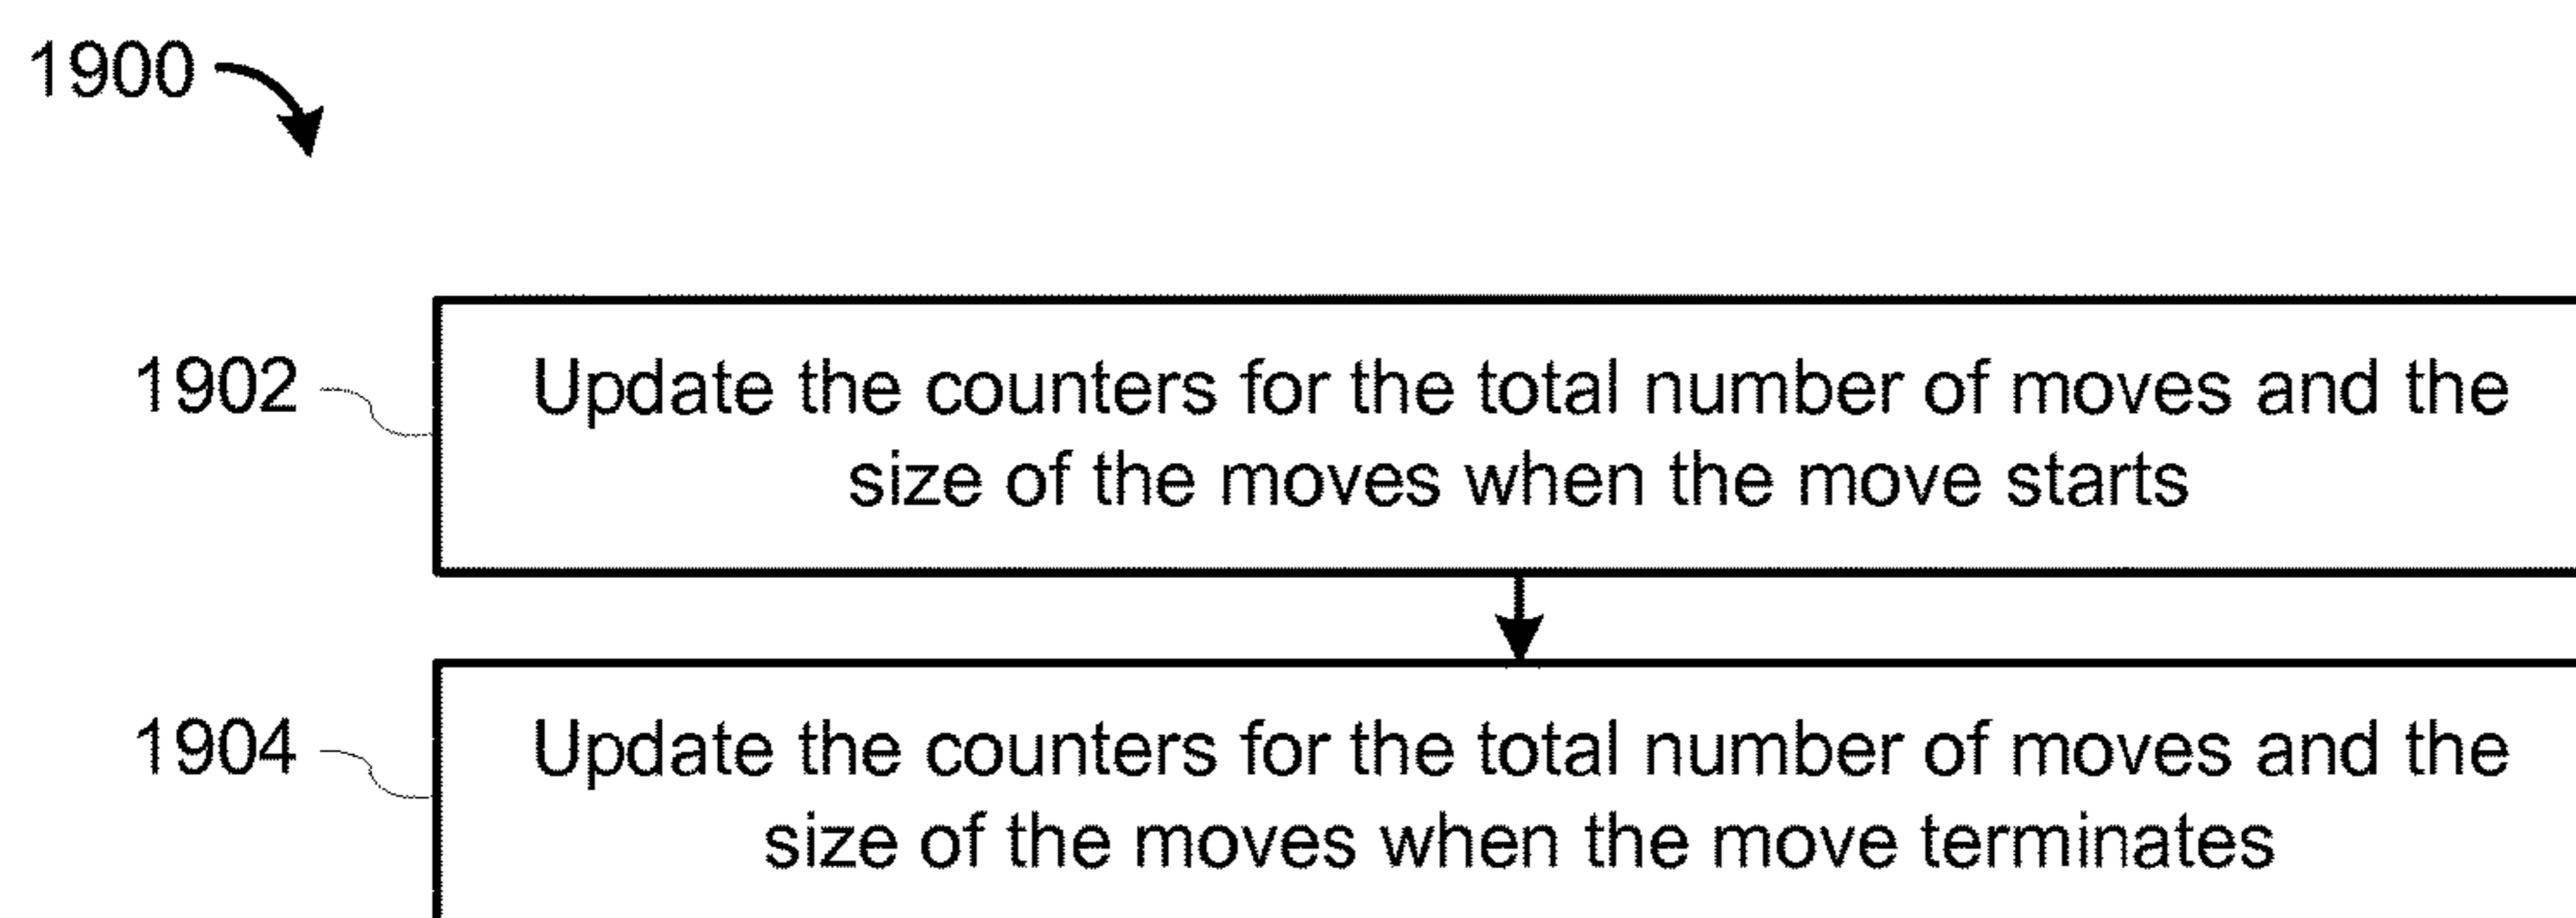 1900
1902
Update the counters for the total number of moves and the
size of the moves when the move starts
1904
Update the counters for the total number of moves and the
size of the moves when the move terminates